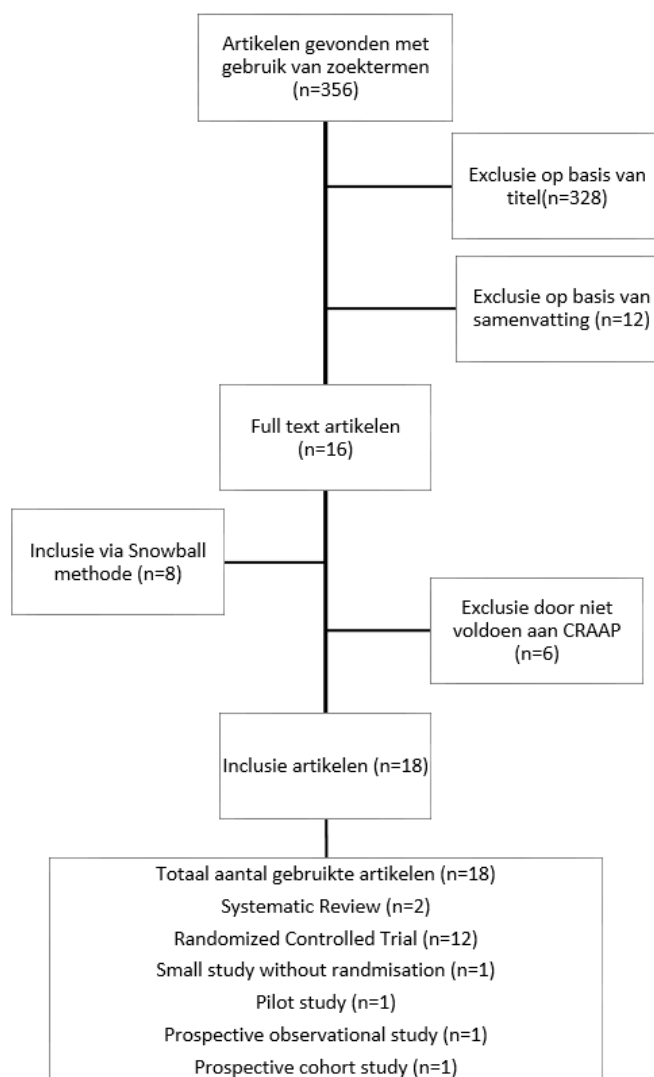 Artikelen gevonden met
gebruik van zoektermen
(n=356)
Exclusie op basis van
titel(n=328)
Exclusie op basis van
samenvatting (n=12)
Full text artikelen
(n=16)
Inclusie via Snowball
methode (n=8)
Exclusie door niet
voldoen aan CRAAP
(n=6)
Inclusie artikelen (n=18)
Totaal aantal gebruikte artikelen (n=18)
Systematic Review (n=2)
Randomized Controlled Trial (n=12)
Small study without randmisation (n=1)
Pilot study (n=1)
Prospective observational study (n=1)
Prospective cohort study (n=1)